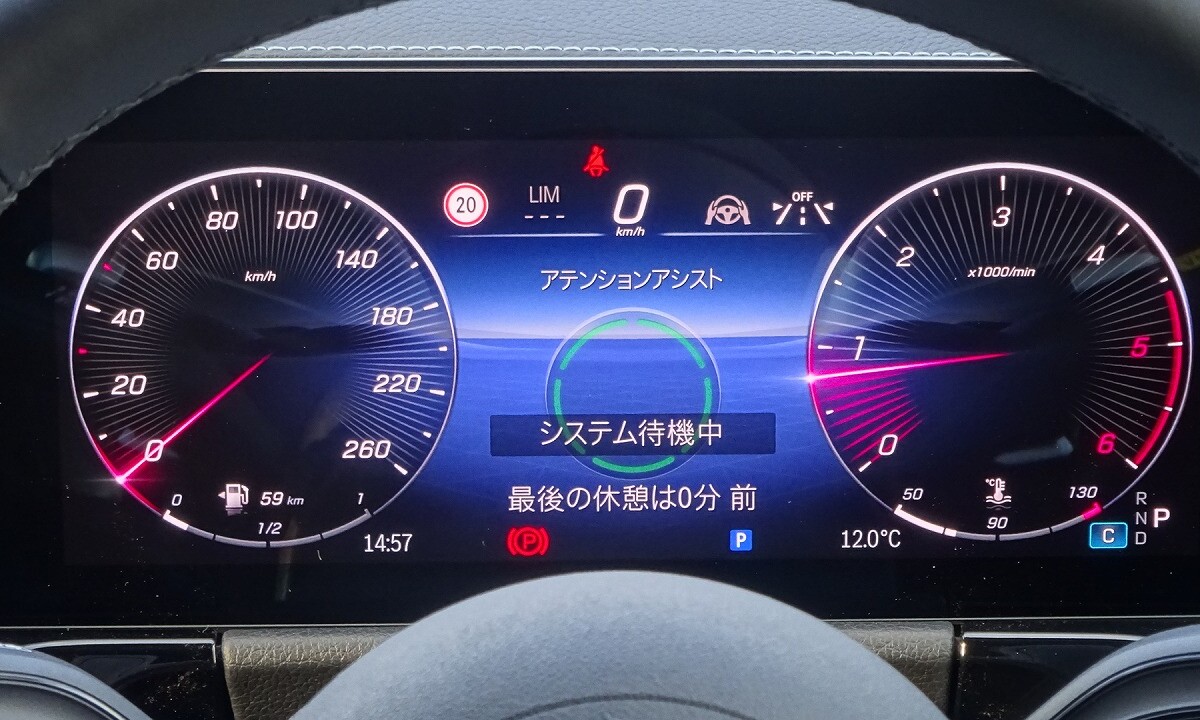 20 LIM --- 0 km/h OFF
アテンションアシスト
システム待機中
最後の休憩は0分 前
0 20 40 60 80 100 140 180 220 260
km/h
0 1/2 1
59 km
14:57
P
P
0 1 2 3 4 5 6
x1000/min
50 90 130
°C
12.0°C
C
R
N P
D